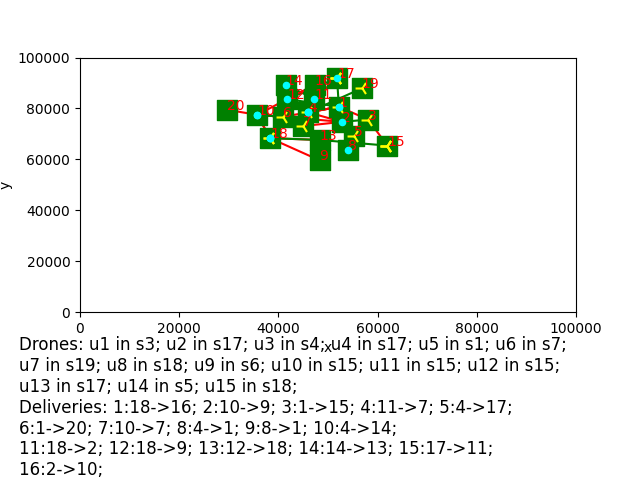 100000
80000
60000
40000
20000
0
y
0 20000 40000 60000 80000 100000
x
20
17
19
18
15
Drones: u1 in s3; u2 in s17; u3 in s4; u4 in s17; u5 in s1; u6 in s7;
u7 in s19; u8 in s18; u9 in s6; u10 in s15; u11 in s15; u12 in s15;
u13 in s17; u14 in s5; u15 in s18;
Deliveries: 1:18->16; 2:10->9; 3:1->15; 4:11->7; 5:4->17;
6:1->20; 7:10->7; 8:4->1; 9:8->1; 10:4->14;
11:18->2; 12:18->9; 13:12->18; 14:14->13; 15:17->11;
16:2->10;